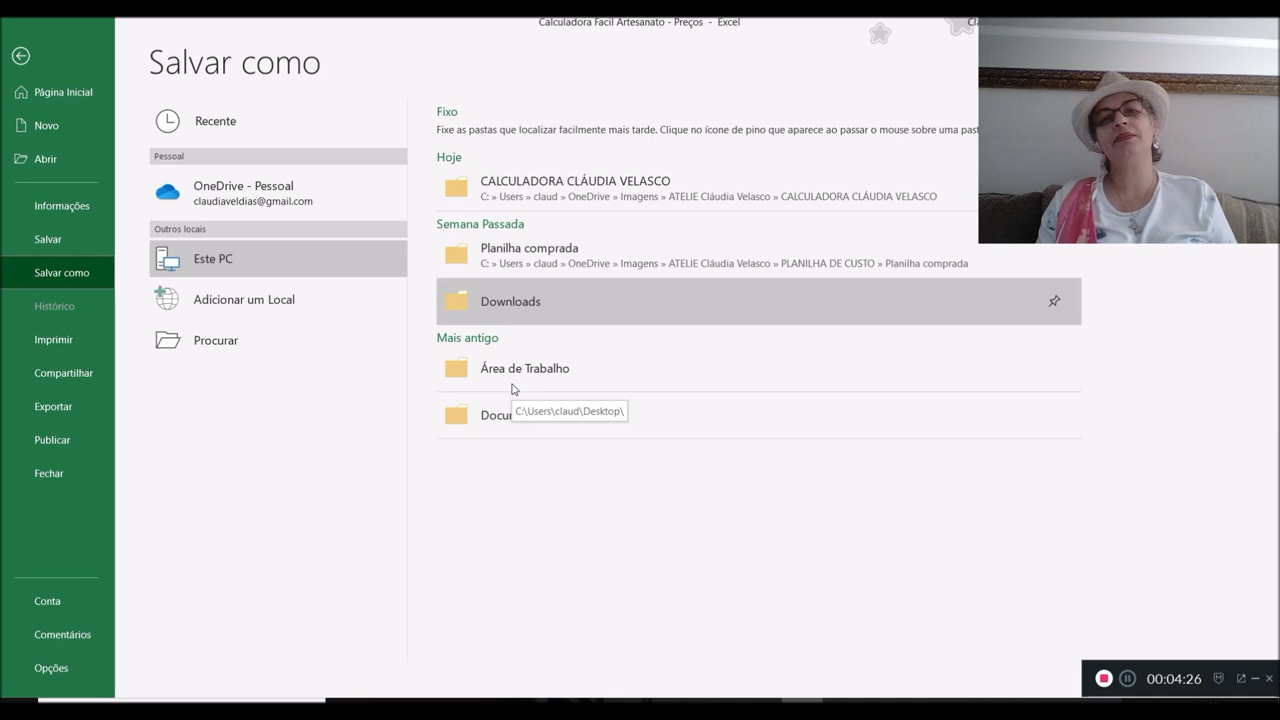 Calculadora Facil Artesanato - Preços - Excel
Salvar como
Página Inicial
Novo
Abrir
Informações
Salvar
Salvar como
Histórico
Imprimir
Compartilhar
Exportar
Publicar
Fechar
Conta
Comentários
Opções
Recente
Pessoal
OneDrive - Pessoal
claudiaveldias@gmail.com
Outros locais
Este PC
Adicionar um Local
Procurar
Fixo
Fixe as pastas que localizar facilmente mais tarde. Clique no ícone de pino que aparece ao passar o mouse sobre uma
Hoje
CALCULADORA CLÁUDIA VELASCO
C: » Users » claud » OneDrive » Imagens » ATELIE Cláudia Velasco » CALCULADORA CLÁUDIA VELASCO
Semana Passada
Planilha comprada
C: » Users » claud » OneDrive » Imagens » ATELIE Cláudia Velasco » PLANILHA DE CUSTO » Planilha comprada
Downloads
Mais antigo
Área de Trabalho
C:\Users\claud\Desktop\
00:04:26